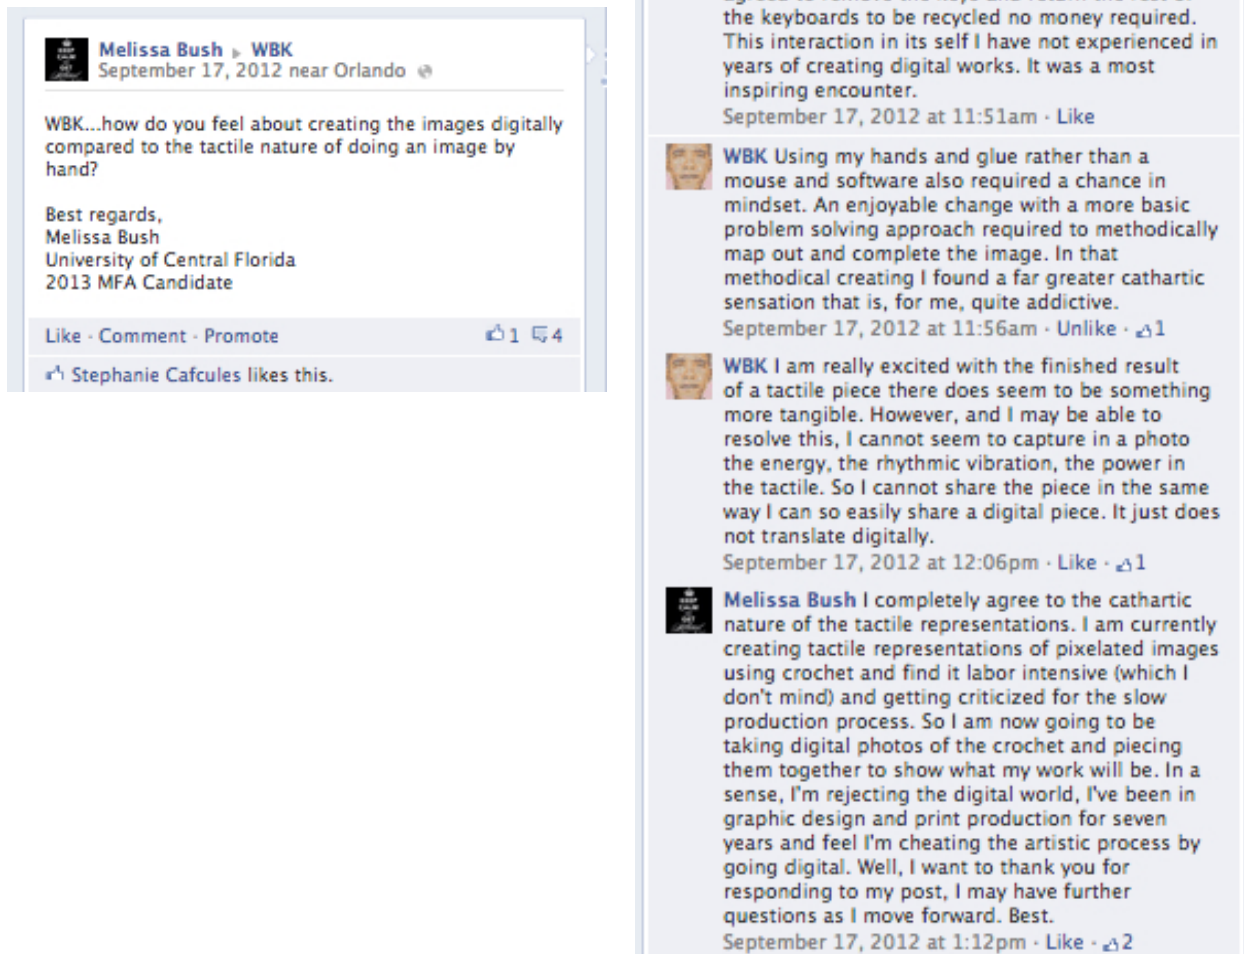 Melissa Bush ▸ WBK
September 17, 2012 near Orlando
WBK...how do you feel about creating the images digitally
compared to the tactile nature of doing an image by
hand?
Best regards,
Melissa Bush
University of Central Florida
2013 MFA Candidate
Like · Comment · Promote 1 4
Stephanie Cafcules likes this.
the keyboards to be recycled no money required.
This interaction in its self I have not experienced in
years of creating digital works. It was a most
inspiring encounter.
September 17, 2012 at 11:51am · Like
WBK Using my hands and glue rather than a
mouse and software also required a chance in
mindset. An enjoyable change with a more basic
problem solving approach required to methodically
map out and complete the image. In that
methodical creating I found a far greater cathartic
sensation that is, for me, quite addictive.
September 17, 2012 at 11:56am · Unlike · 1
WBK I am really excited with the finished result
of a tactile piece there does seem to be something
more tangible. However, and I may be able to
resolve this, I cannot seem to capture in a photo
the energy, the rhythmic vibration, the power in
the tactile. So I cannot share the piece in the same
way I can so easily share a digital piece. It just does
not translate digitally.
September 17, 2012 at 12:06pm · Like · 1
Melissa Bush I completely agree to the cathartic
nature of the tactile representations. I am currently
creating tactile representations of pixelated images
using crochet and find it labor intensive (which I
don't mind) and getting criticized for the slow
production process. So I am now going to be
taking digital photos of the crochet and piecing
them together to show what my work will be. In a
sense, I'm rejecting the digital world, I've been in
graphic design and print production for seven
years and feel I'm cheating the artistic process by
going digital. Well, I want to thank you for
responding to my post, I may have further
questions as I move forward. Best.
September 17, 2012 at 1:12pm · Like · 2